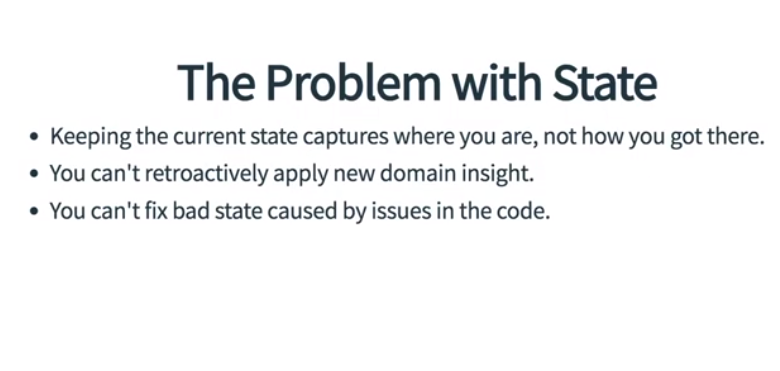 The Problem with State
• Keeping the current state captures where you are, not how you got there.
• You can't retroactively apply new domain insight.
• You can't fix bad state caused by issues in the code.